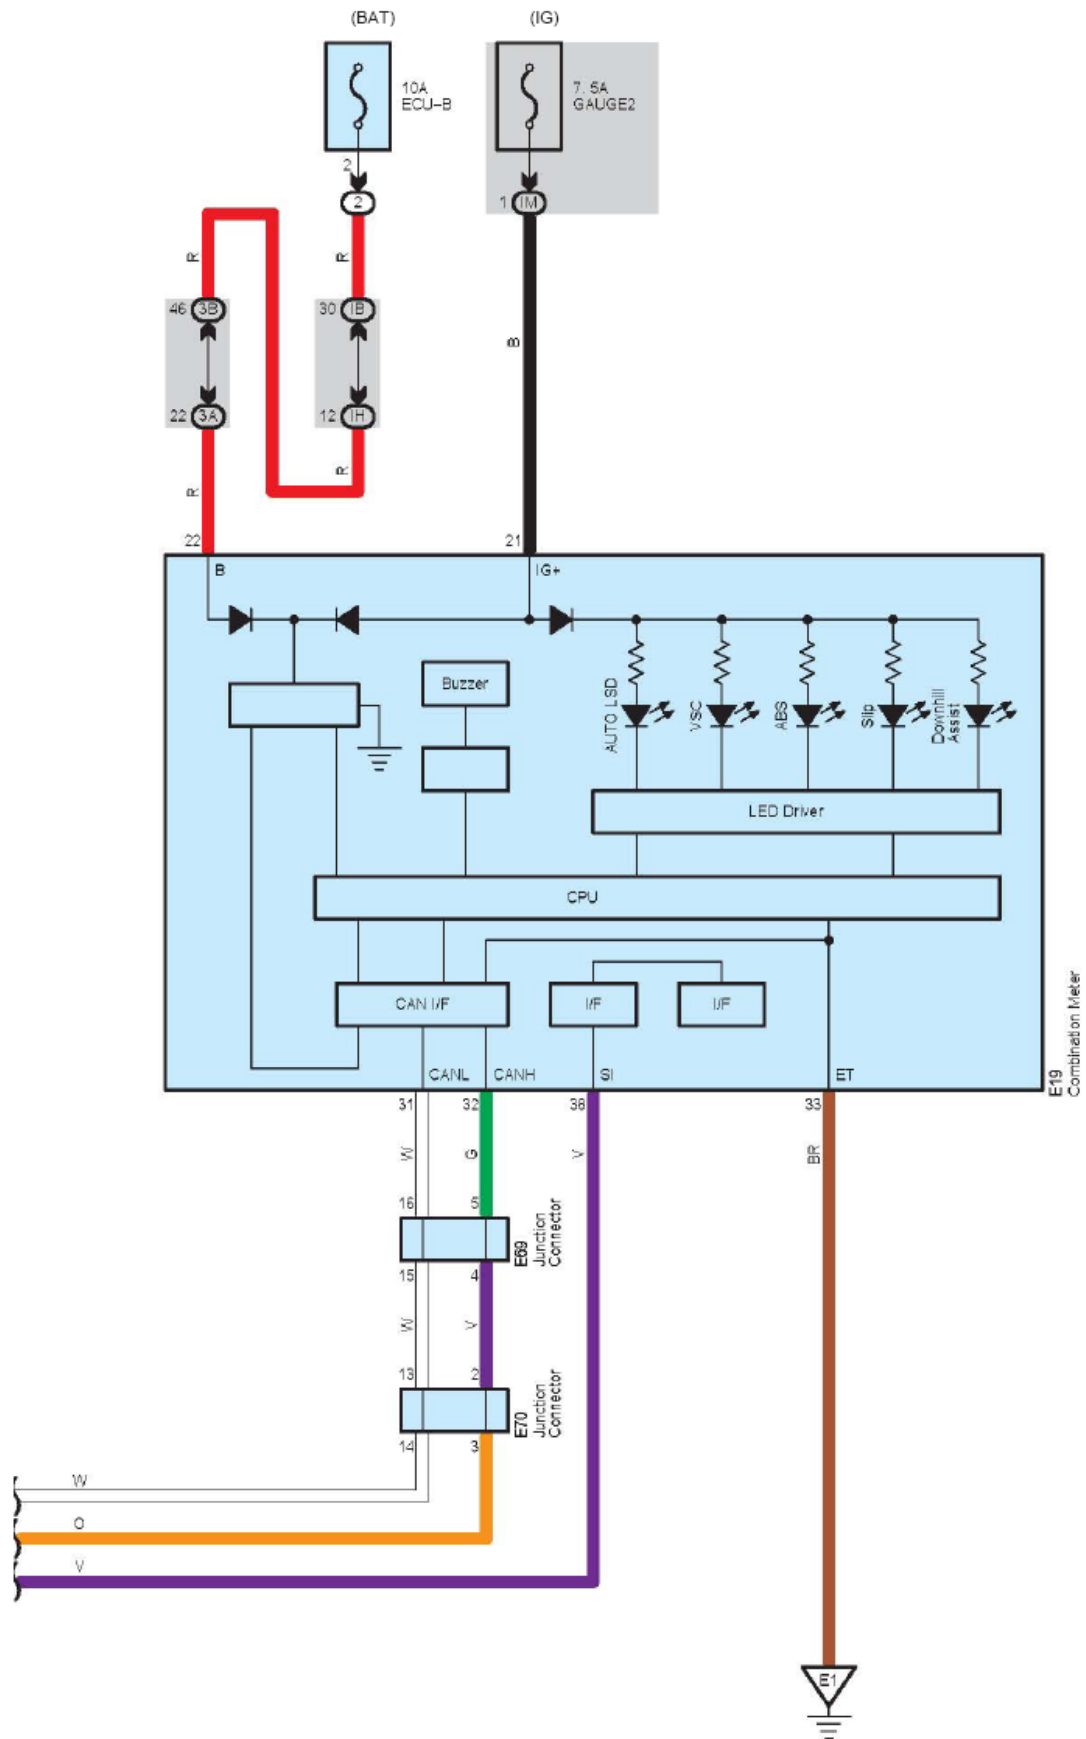 (BAT)
(IG)
10A
ECU-B
7. 5A
GAUGE2
2
2
1
IM
R
R
46
3B
30
IB
B
22
3A
12
IH
R
R
22
21
B
IG+
Buzzer
AUTO LSD
VSC
ABS
Slip
Downhill
Assist
LED Driver
CPU
CAN I/F
I/F
I/F
CANL
CANH
SI
ET
E19
Combination Meter
31
32
38
33
W
G
V
BR
16
5
E69
Junction
Connector
15
4
W
V
13
2
E70
Junction
Connector
14
3
W
O
V
E1